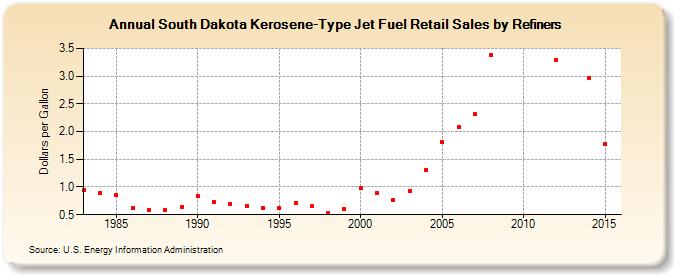 Annual South Dakota Kerosene-Type Jet Fuel Retail Sales by Refiners
Dollars per Gallon
3.5
3.0
2.5
2.0
1.5
1.0
0.5
1985 1990 1995 2000 2005 2010 2015
Source: U.S. Energy Information Administration